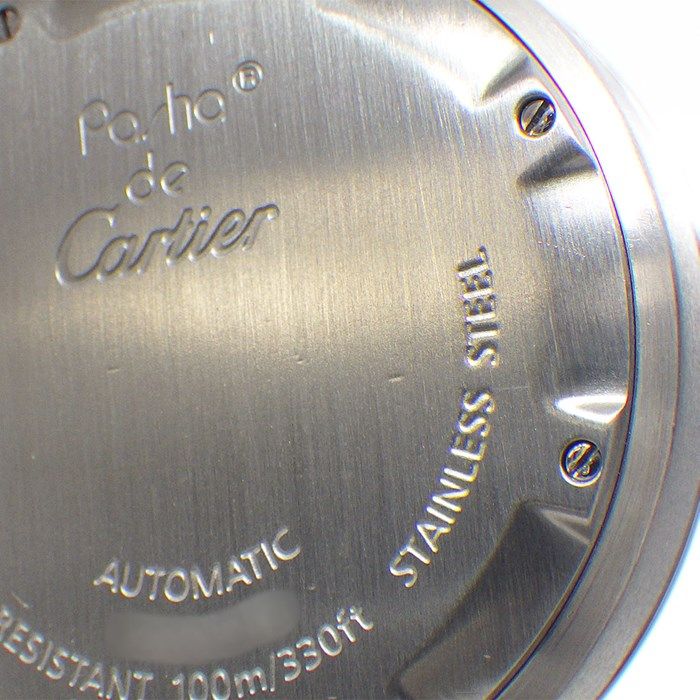 Pasha®
de
Cartier
STAINLESS STEEL
AUTOMATIC
RESISTANT 100m/330ft